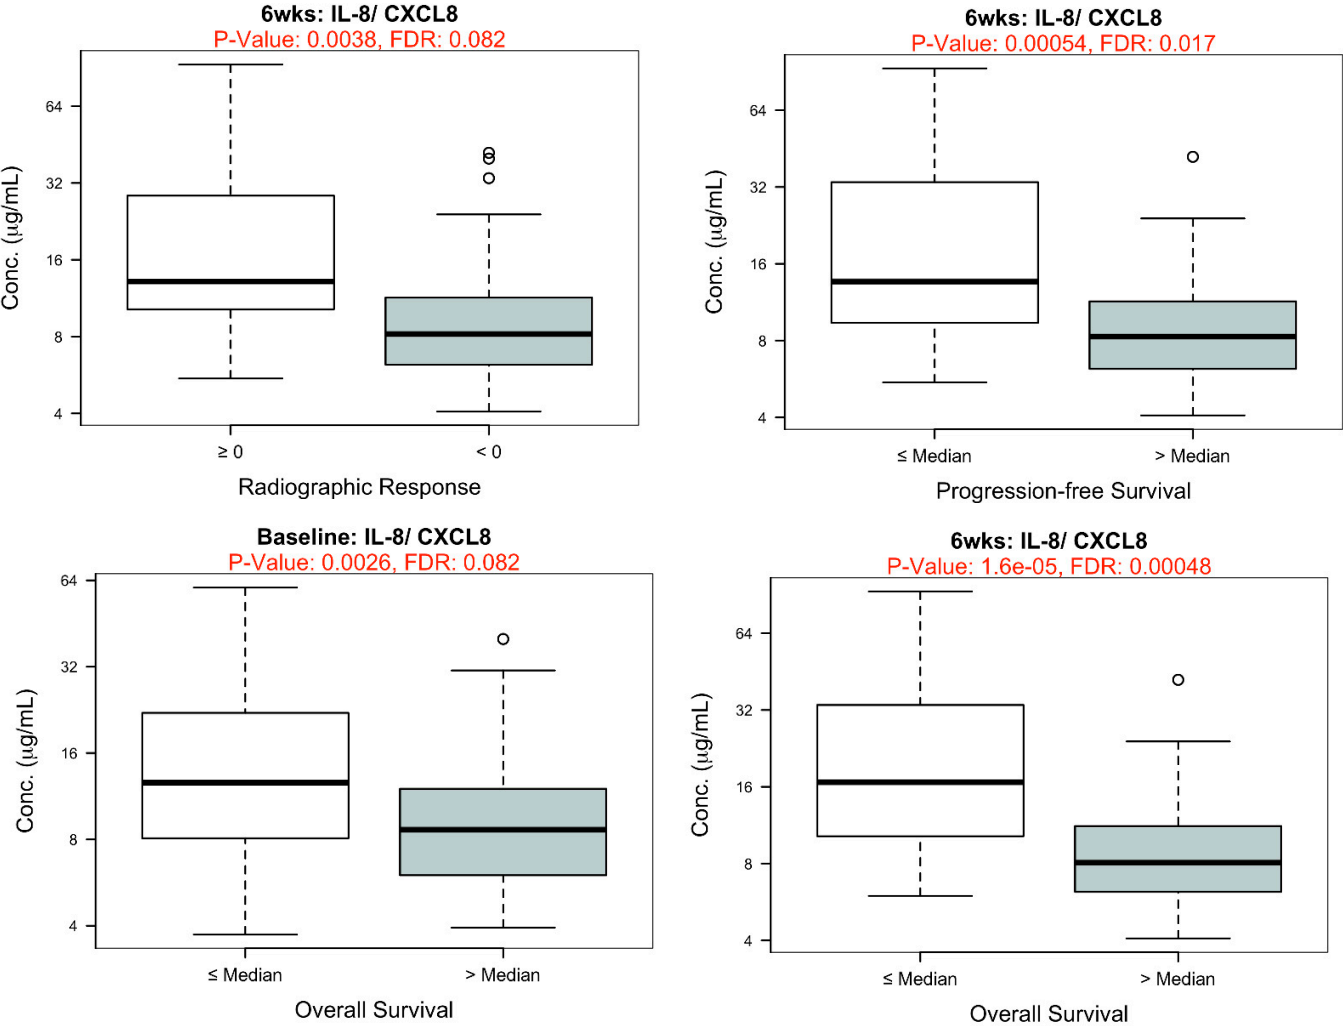 6wks: IL-8/ CXCL8
P-Value: 0.0038, FDR: 0.082
Conc. (μg/mL)
64
32
16
8
4
≥ 0
< 0
Radiographic Response
6wks: IL-8/ CXCL8
P-Value: 0.00054, FDR: 0.017
Conc. (μg/mL)
64
32
16
8
4
≤ Median
> Median
Progression-free Survival
Baseline: IL-8/ CXCL8
P-Value: 0.0026, FDR: 0.082
Conc. (μg/mL)
64
32
16
8
4
≤ Median
> Median
Overall Survival
6wks: IL-8/ CXCL8
P-Value: 1.6e-05, FDR: 0.00048
Conc. (μg/mL)
64
32
16
8
4
≤ Median
> Median
Overall Survival